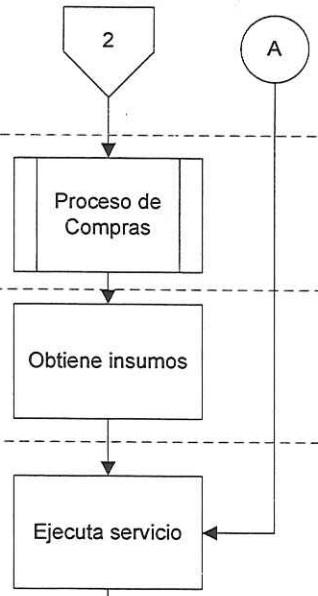 2
A
Proceso de
Compras
Obtiene insumos
Ejecuta servicio